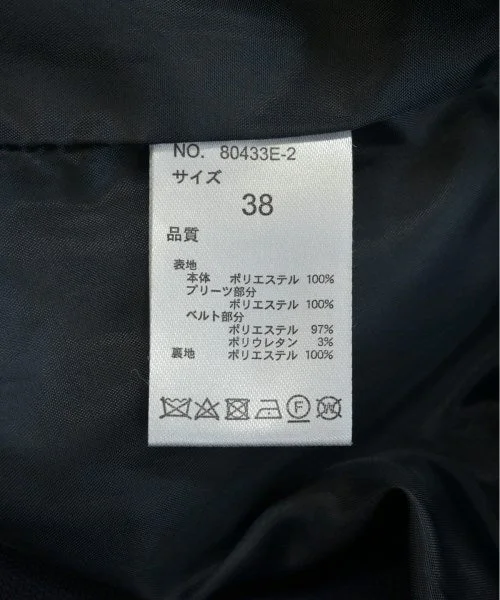 NO. 80433E-2
サイズ
38
品質
表地
本体 ポリエステル 100%
プリーツ部分
ポリエステル 100%
ベルト部分
ポリエステル 97%
ポリウレタン 3%
裏地 ポリエステル 100%
F W